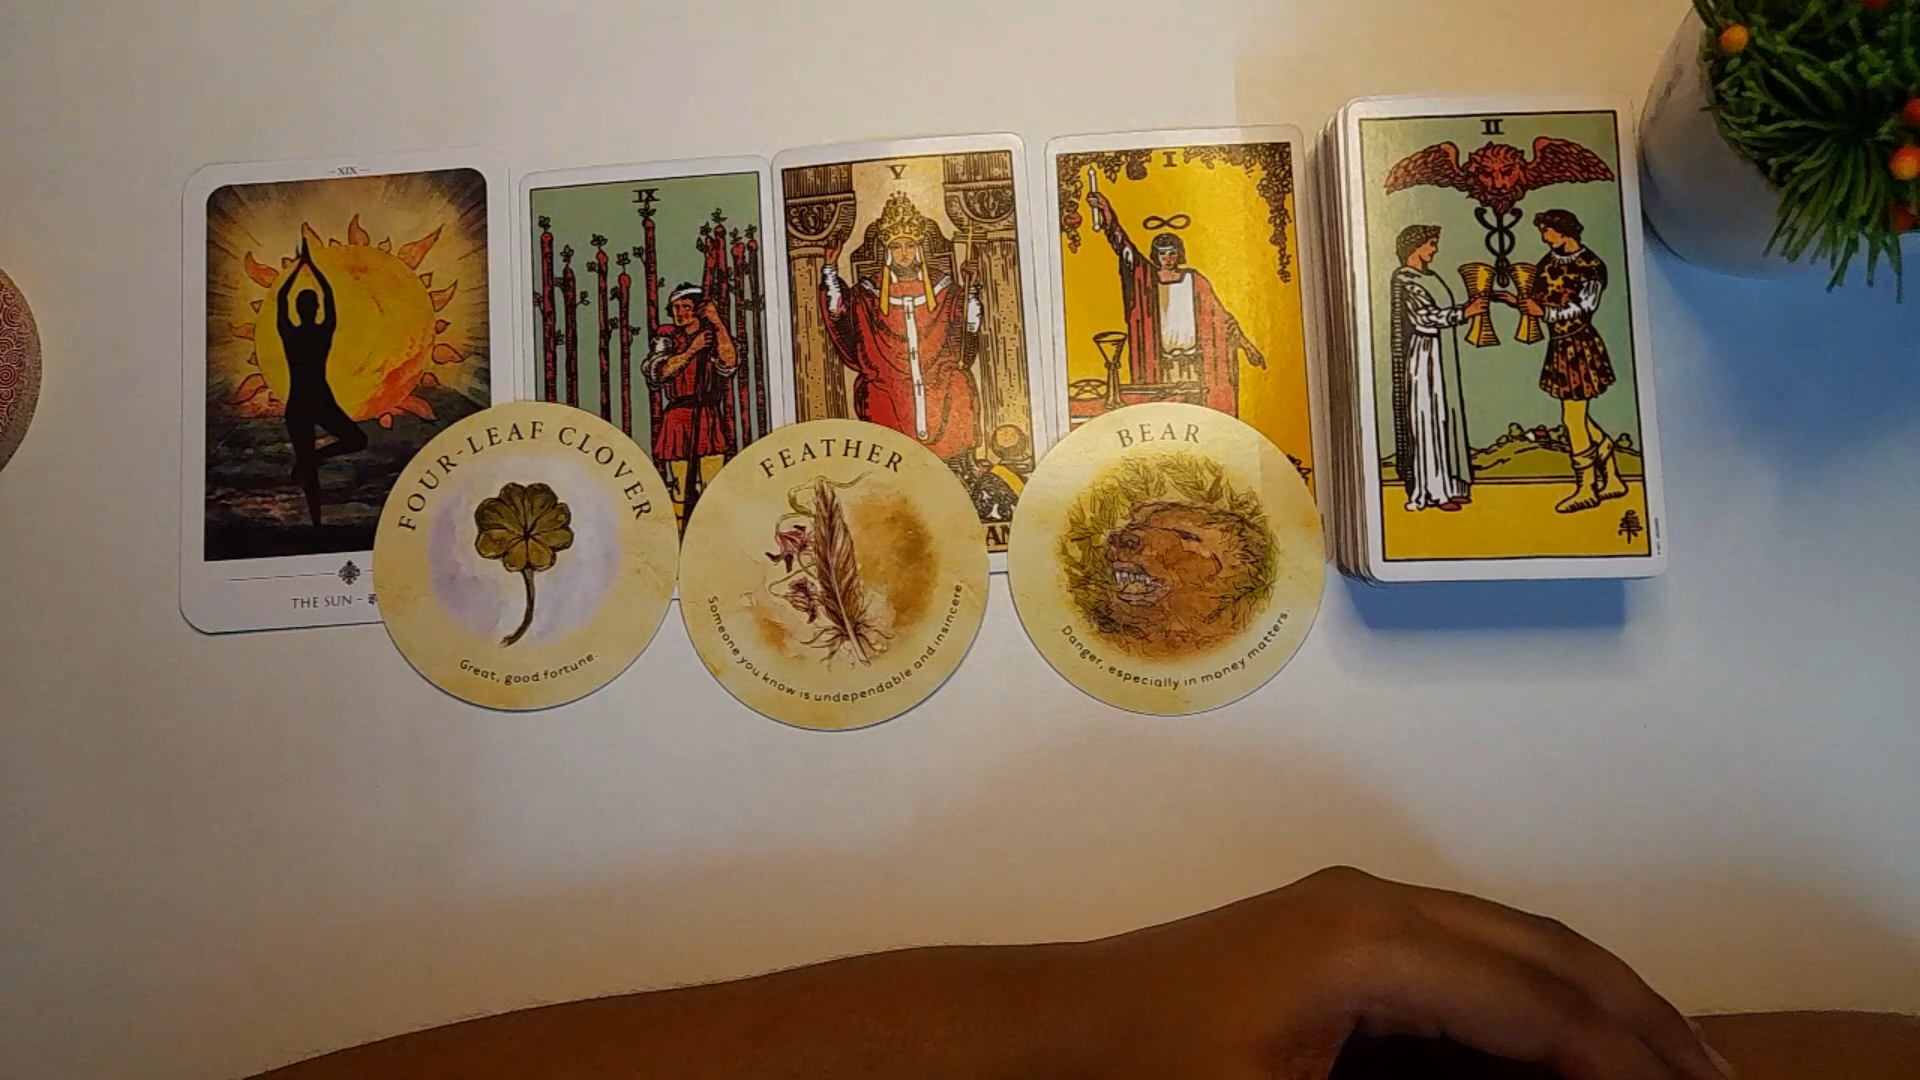 XIX
IX
V
I
II
THE SUN -
FOUR-LEAF CLOVER
Great, good fortune.
FEATHER
Someone you know is undependable and insincere
BEAR
Danger, especially in money matters.
AN